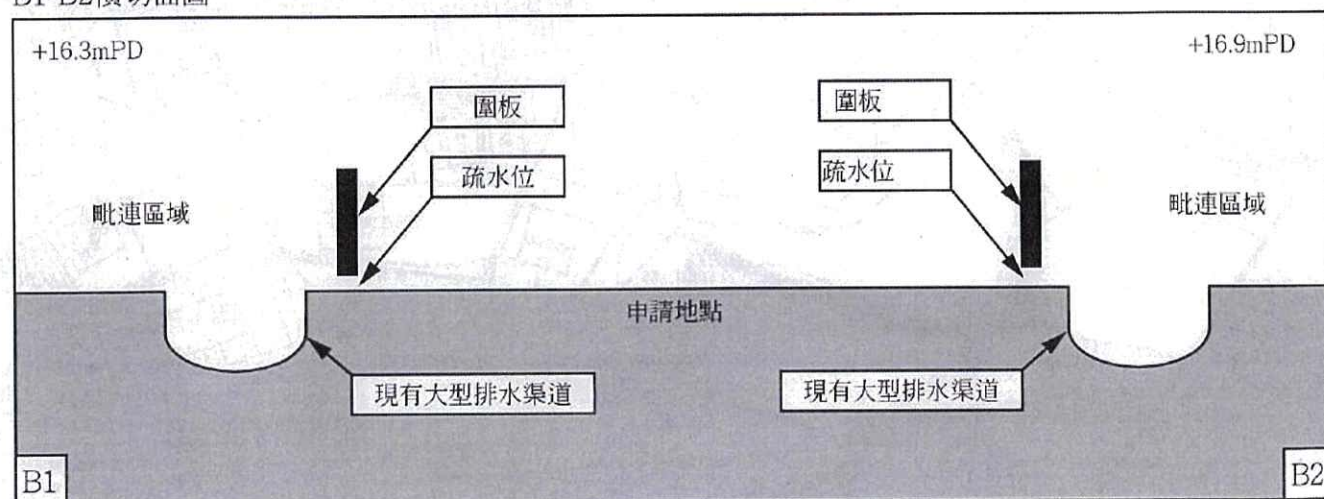 +16.3mPD
+16.9mPD
圍板
圍板
疏水位
疏水位
毗連區域
毗連區域
申請地點
現有大型排水渠道
現有大型排水渠道
B1
B2